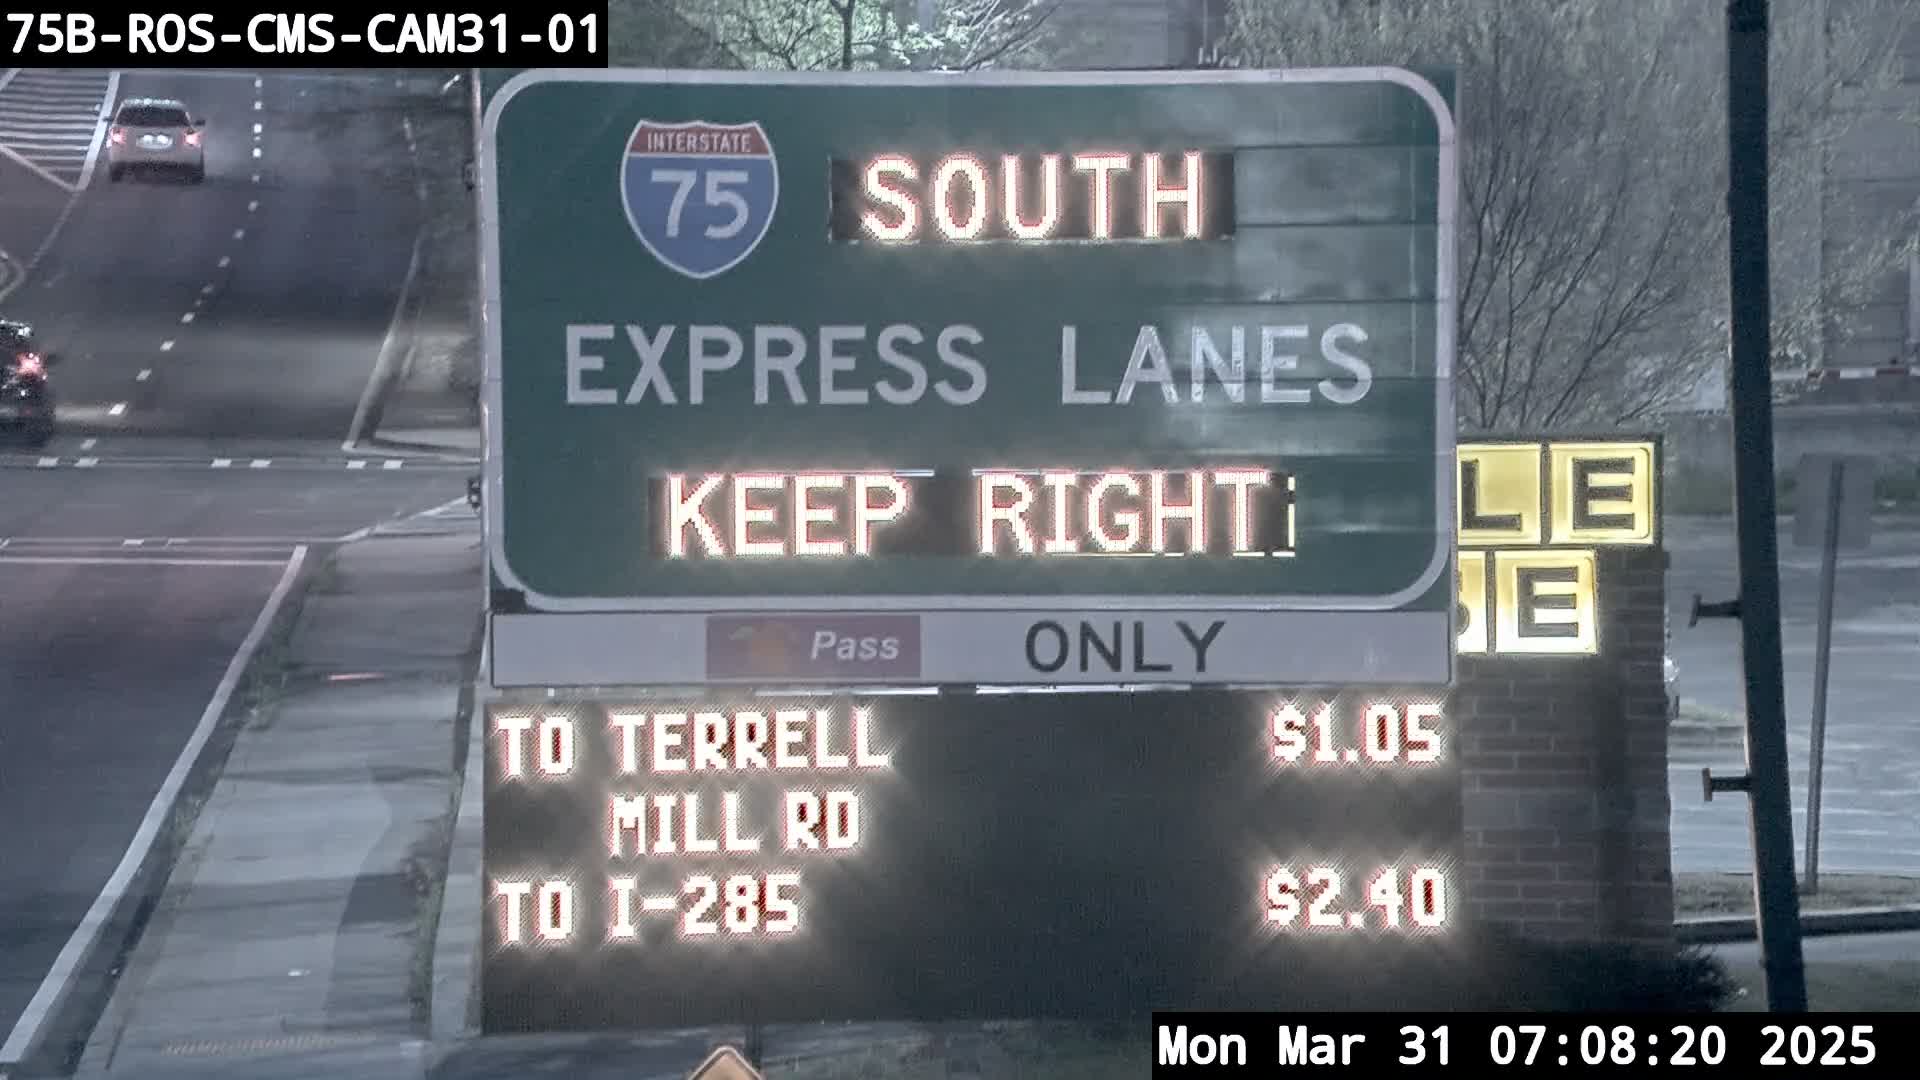 75B-ROS-CMS-CAM31-01
INTERSTATE
75
SOUTH
EXPRESS LANES
KEEP RIGHT
Pass ONLY
LE
E
TO TERRELL $1.05
MILL RD
TO I-285 $2.40
Mon Mar 31 07:08:20 2025